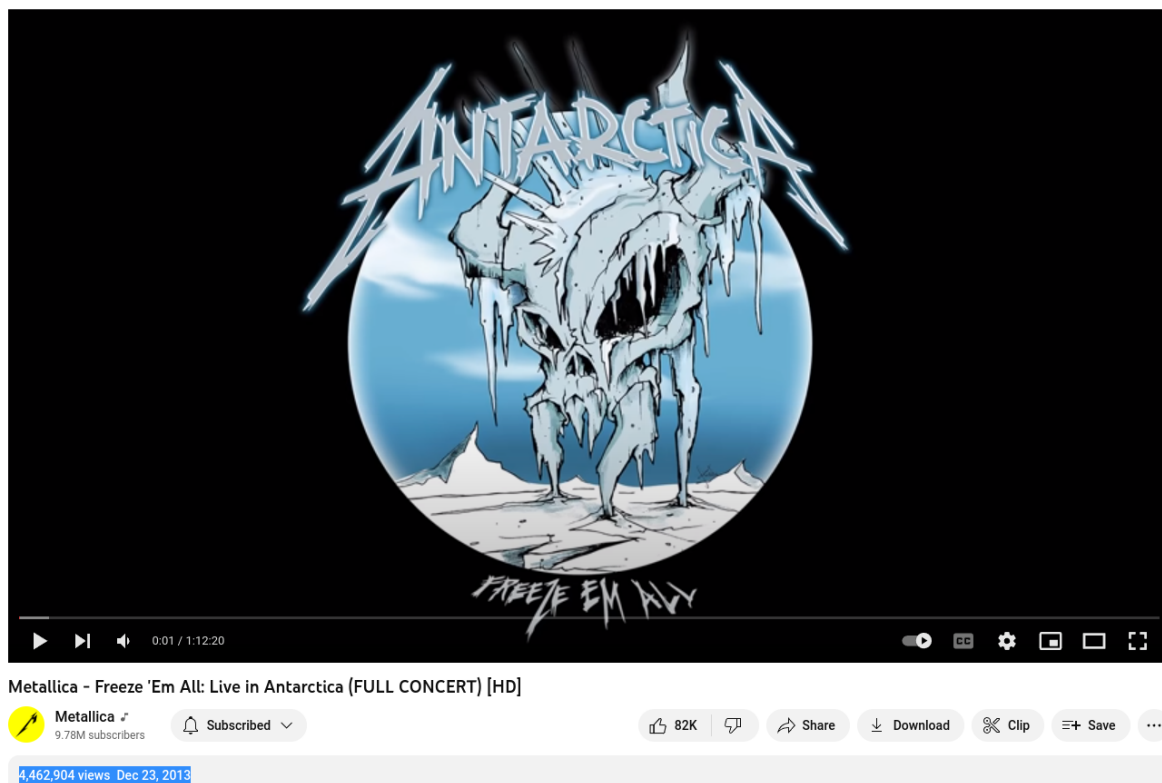 ANTARCTICA
FREEZE EM ALL
0:01 / 1:12:20
CC
Metallica - Freeze 'Em All: Live in Antarctica (FULL CONCERT) [HD]
Metallica
9.78M subscribers
Subscribed
82K
Share
Download
Clip
Save
4,462,904 views Dec 23, 2013